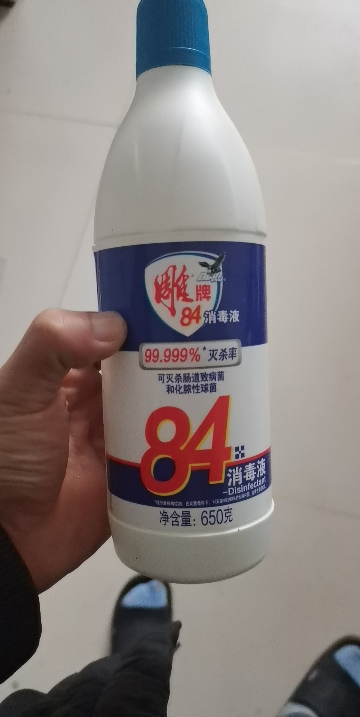 雕牌
84消毒液
99.999%*灭杀率
可灭杀肠道致病菌
和化脓性球菌
84
消毒液
-Disinfectant
净含量: 650克